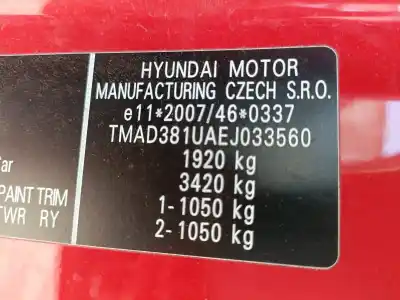 HYUNDAI MOTOR
MANUFACTURING CZECH S.R.O.
e11*2007/46*0337
TMAD381UAEJ033560
1920 kg
3420 kg
1-1050 kg
2-1050 kg
ar
PAINT TRIM
TWR RY